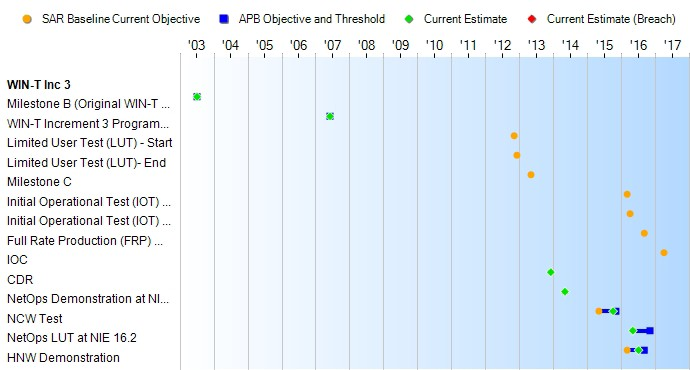 SAR Baseline Current Objective APB Objective and Threshold Current Estimate Current Estimate (Breach)
'03 '04 '05 '06 '07 '08 '09 '10 '11 '12 '13 '14 '15 '16 '17
WIN-T Inc 3
Milestone B (Original WIN-T ...
WIN-T Increment 3 Program...
Limited User Test (LUT) - Start
Limited User Test (LUT)- End
Milestone C
Initial Operational Test (IOT) ...
Initial Operational Test (IOT) ...
Full Rate Production (FRP) ...
IOC
CDR
NetOps Demonstration at NI...
NCW Test
NetOps LUT at NIE 16.2
HNW Demonstration